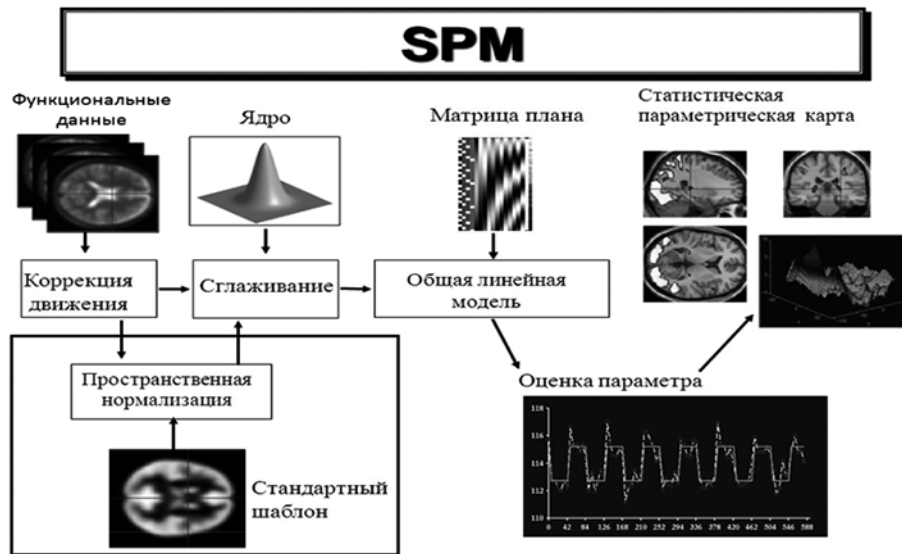 SPM
Функциональные
данные
Ядро
Матрица плана
Статистическая
параметрическая карта
Коррекция
движения
Сглаживание
Общая линейная
модель
Пространственная
нормализация
Стандартный
шаблон
Оценка параметра
118
116
114
112
110
0 42 84 126 168 210 252 294 336 378 420 462 504 546 588